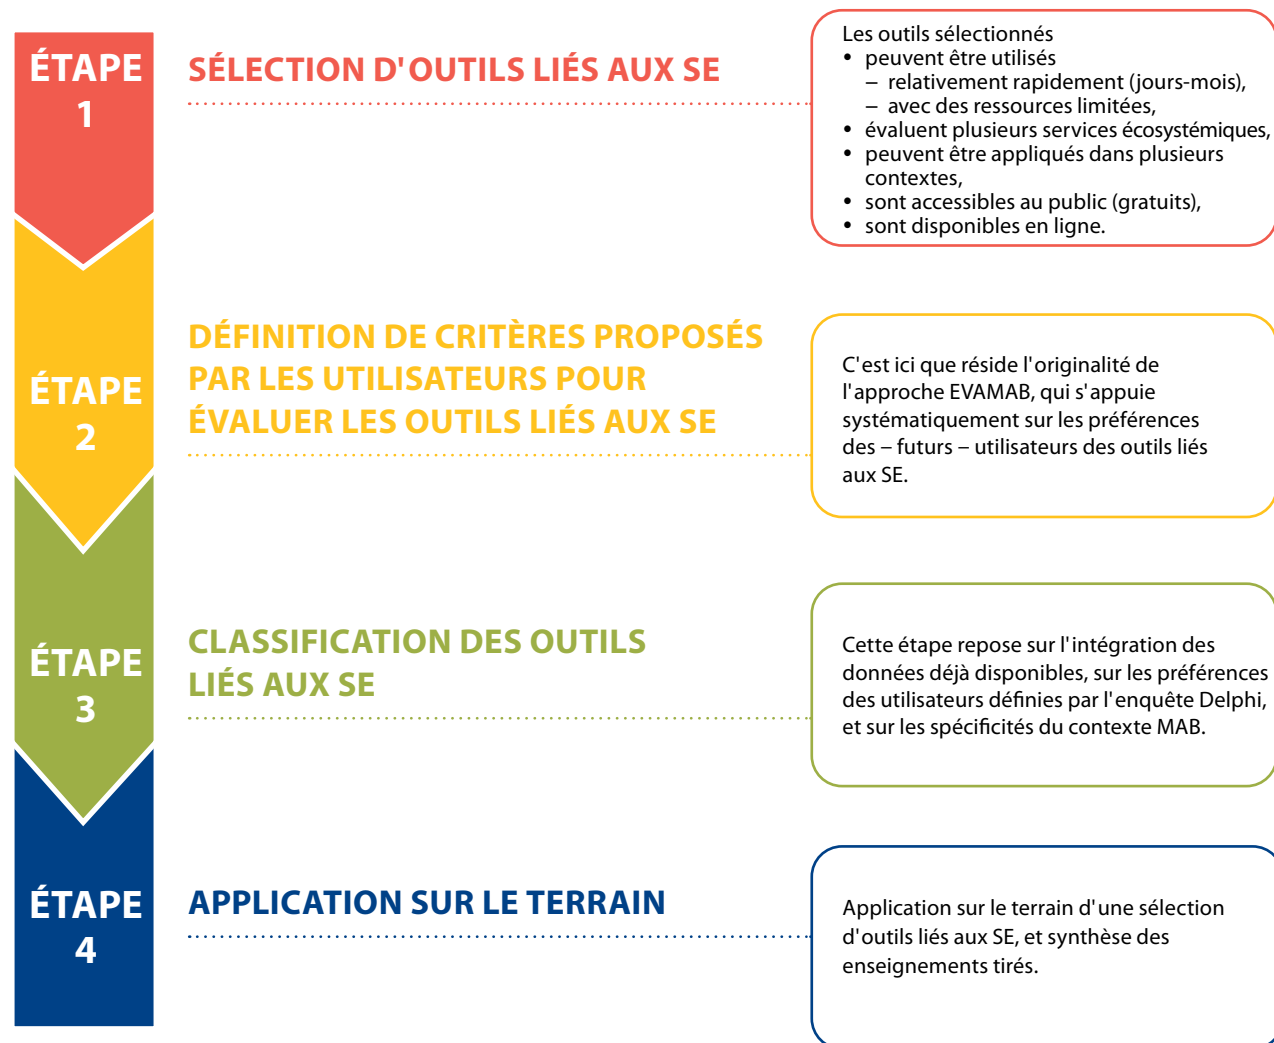 ÉTAPE
1
SÉLECTION D'OUTILS LIÉS AUX SE
Les outils sélectionnés
• peuvent être utilisés
– relativement rapidement (jours-mois),
– avec des ressources limitées,
• évaluent plusieurs services écosystémiques,
• peuvent être appliqués dans plusieurs
contextes,
• sont accessibles au public (gratuits),
• sont disponibles en ligne.
ÉTAPE
2
DÉFINITION DE CRITÈRES PROPOSÉS
PAR LES UTILISATEURS POUR
ÉVALUER LES OUTILS LIÉS AUX SE
C'est ici que réside l'originalité de
l'approche EVAMAB, qui s'appuie
systématiquement sur les préférences
des – futurs – utilisateurs des outils liés
aux SE.
ÉTAPE
3
CLASSIFICATION DES OUTILS
LIÉS AUX SE
Cette étape repose sur l'intégration des
données déjà disponibles, sur les préférences
des utilisateurs définies par l'enquête Delphi,
et sur les spécificités du contexte MAB.
ÉTAPE
4
APPLICATION SUR LE TERRAIN
Application sur le terrain d'une sélection
d'outils liés aux SE, et synthèse des
enseignements tirés.